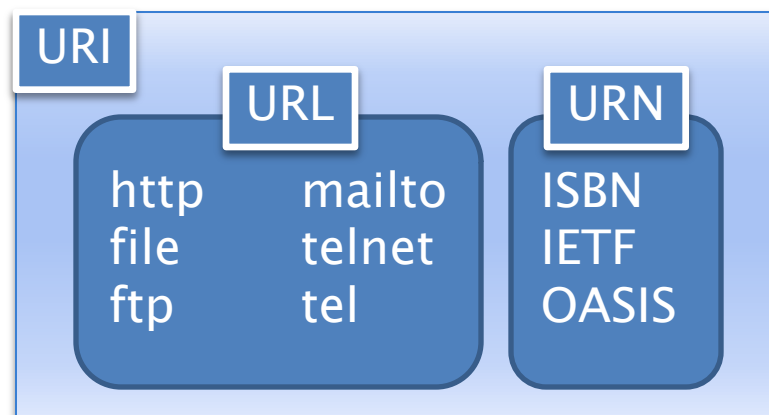 URI
URL
http mailto
file telnet
ftp tel
URN
ISBN
IETF
OASIS